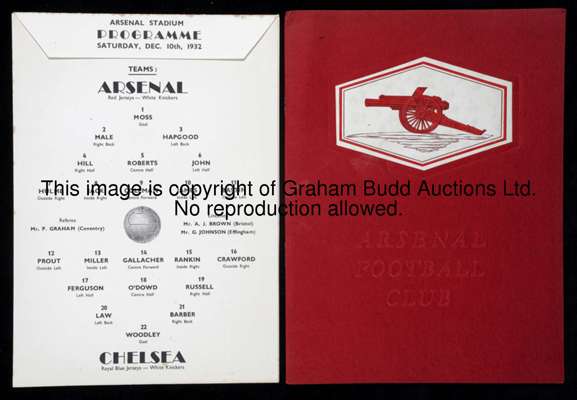 ARSENAL STADIUM
PROGRAMME
SATURDAY, DEC. 10th, 1932
TEAMS:
ARSENAL
Red Jerseys — White Knickers
1
MOSS
Goal
2 3
MALE HAPGOOD
Right Back Left Back
4 5 6
HILL ROBERTS JOHN
Right Half Centre Half Left Half
This image is copyright of Graham Budd Auctions Ltd.
No reproduction allowed.
Outside Right
Referee
Mr. P. GRAHAM (Coventry)
Mr. A. J. BROWN (Bristol)
Mr. G. JOHNSON (Effingham)
12 13 14 15 16
PROUT MILLER GALLACHER RANKIN CRAWFORD
Outside Left Inside Left Centre Forward Inside Right Outside Right
17 18 19
FERGUSON O'DOWD RUSSELL
Left Half Centre Half Right Half
20 21
LAW BARBER
Left Back Right Back
22
WOODLEY
Goal
CHELSEA
Royal Blue Jerseys — White Knickers
ARSENAL
FOOTBALL
CLUB